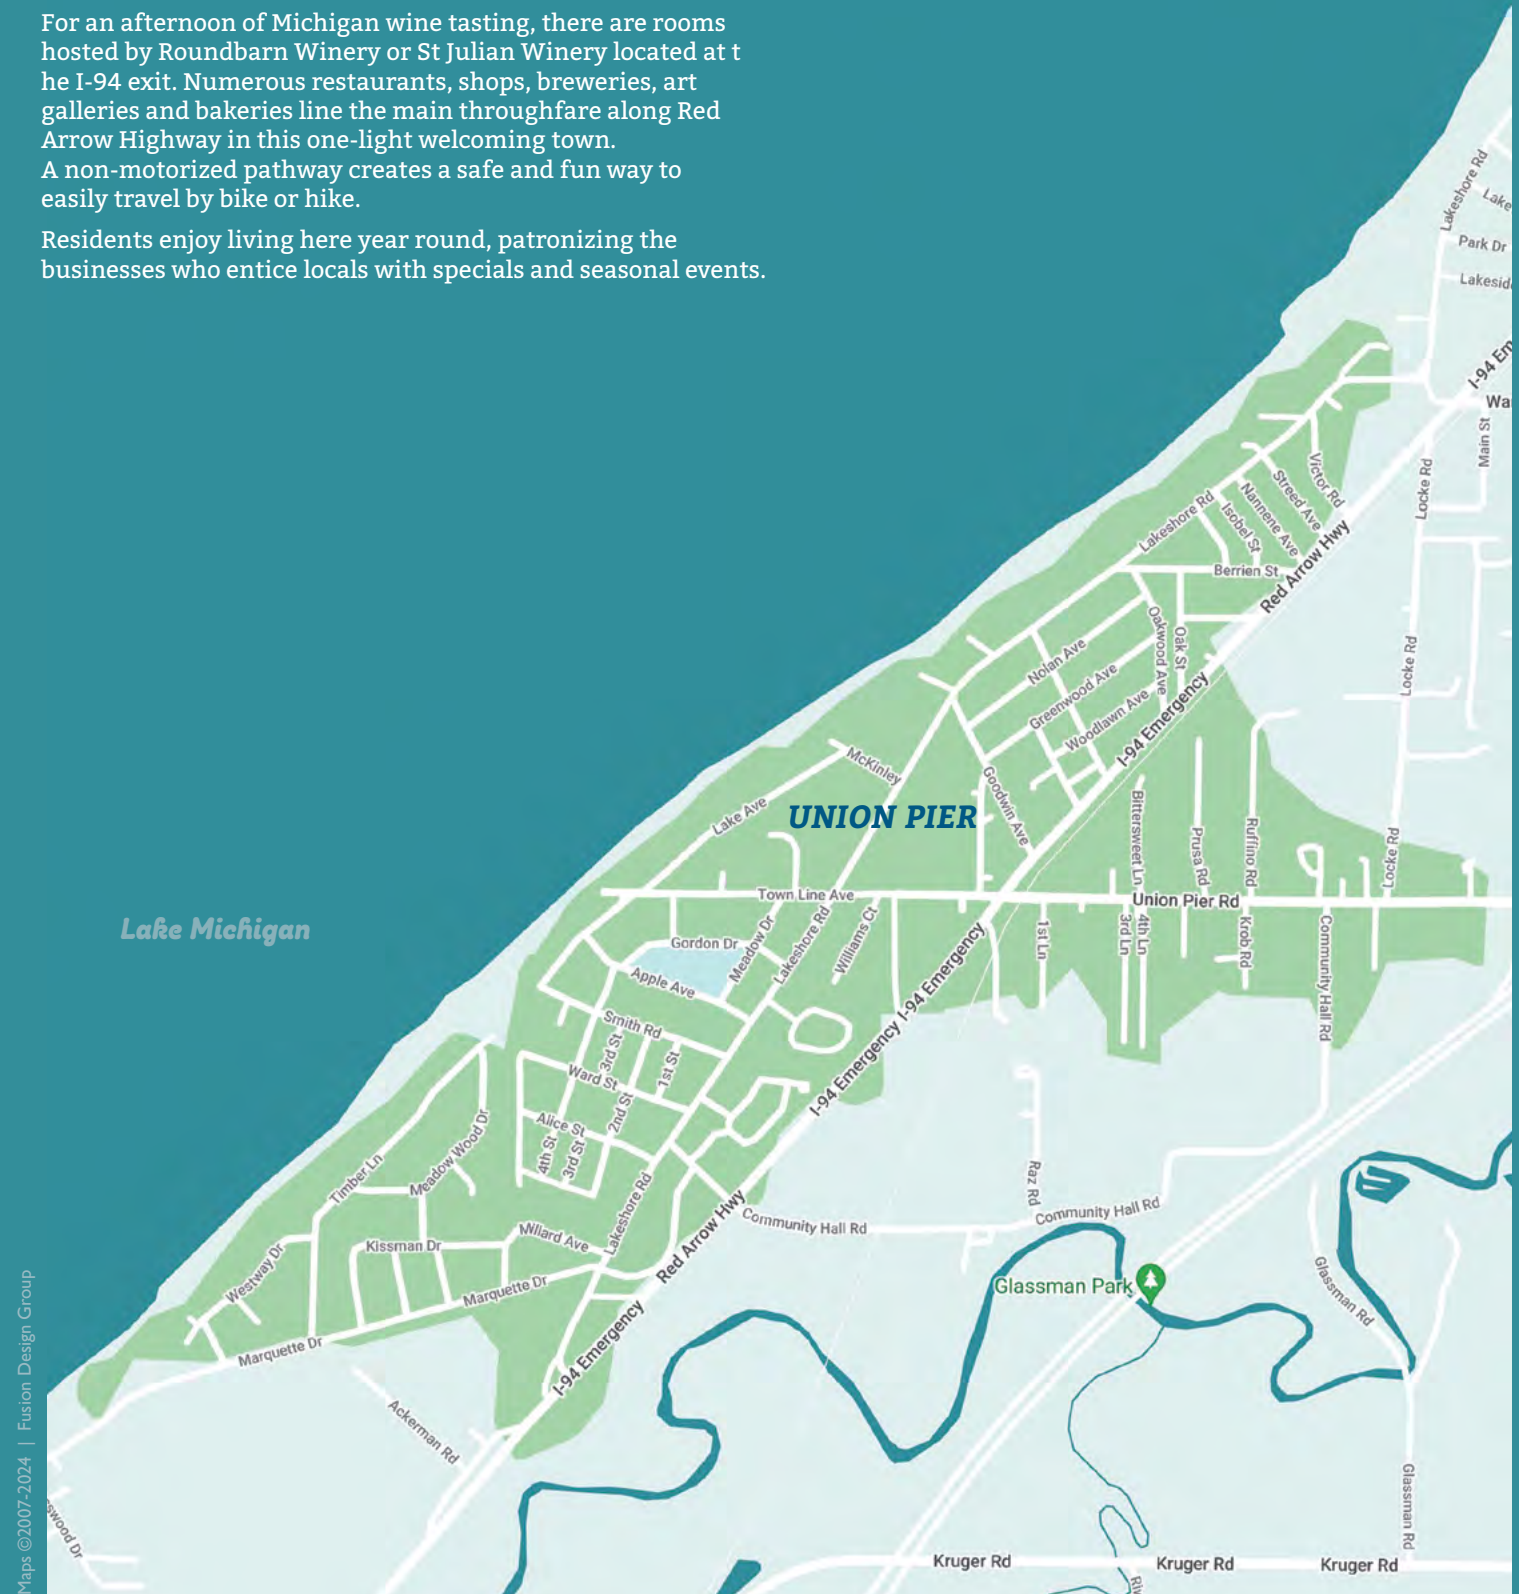 For an afternoon of Michigan wine tasting, there are rooms
hosted by Roundbarn Winery or St Julian Winery located at t
he I-94 exit. Numerous restaurants, shops, breweries, art
galleries and bakeries line the main throughfare along Red
Arrow Highway in this one-light welcoming town.
A non-motorized pathway creates a safe and fun way to
easily travel by bike or hike.
Residents enjoy living here year round, patronizing the
businesses who entice locals with specials and seasonal events.
Lakeshore Rd
Lake
Park Dr
Lakesid
I-94 Em
Wa
Main St
Locke Rd
Victor Rd
Streed Ave
Nannene Ave
Isobel St
Lakeshore Rd
Berrien St
Red Arrow Hwy
Oakwood Ave
Oak St
Nolan Ave
Greenwood Ave
Woodlawn Ave
I-94 Emergency
Locke Rd
McKinley
Lake Ave
UNION PIER
Goodwin Ave
Bittersweet Ln
Prusa Rd
Ruffino Rd
Locke Rd
Town Line Ave
Union Pier Rd
Lake Michigan
Gordon Dr
Meadow Dr
Lakeshore Rd
Williams Ct
Apple Ave
1st Ln
3rd Ln
4th Ln
Krob Rd
Community Hall Rd
I-94 Emergency
I-94 Emergency
Smith Rd
3rd St
1st St
Ward St
2nd St
Alice St
4th St
3rd St
Meadow Wood Dr
Timber Ln
Lakeshore Rd
Raz Rd
Community Hall Rd
Community Hall Rd
Red Arrow Hwy
Millard Ave
Kissman Dr
Westway Dr
Marquette Dr
Marquette Dr
Glassman Park
Glassman Rd
I-94 Emergency
Ackerman Rd
Glassman Rd
swood Dr
Kruger Rd
Kruger Rd
Kruger Rd
Riv
Maps ©2007-2024 | Fusion Design Group